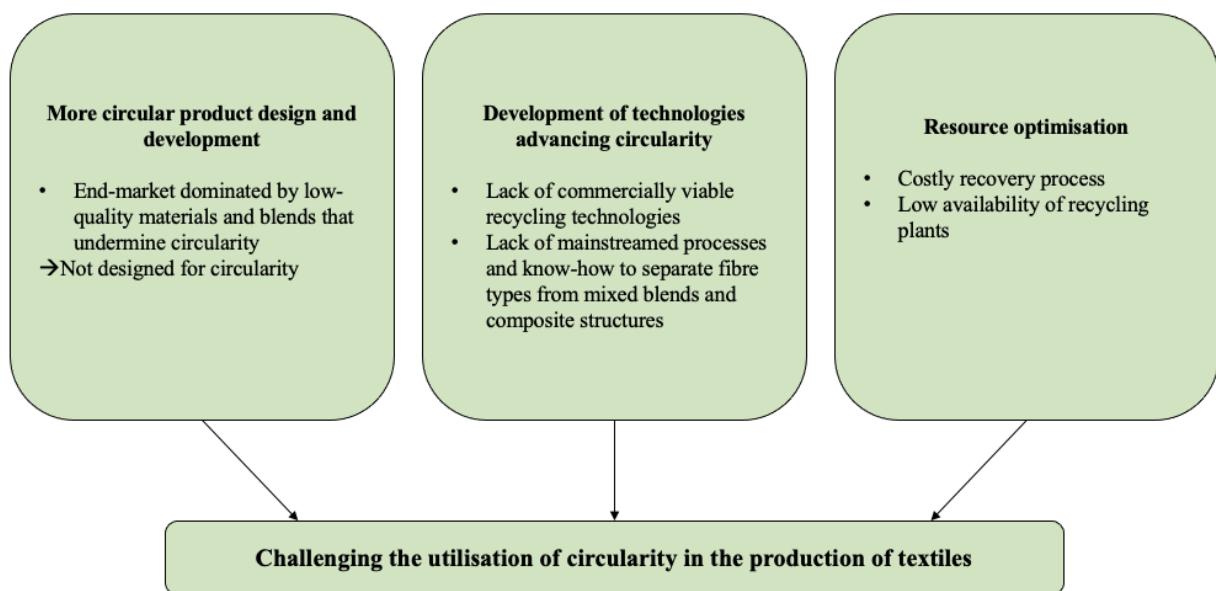 More circular product design and
development
• End-market dominated by low-
quality materials and blends that
undermine circularity
→Not designed for circularity
Development of technologies
advancing circularity
• Lack of commercially viable
recycling technologies
• Lack of mainstreamed processes
and know-how to separate fibre
types from mixed blends and
composite structures
Resource optimisation
• Costly recovery process
• Low availability of recycling
plants
Challenging the utilisation of circularity in the production of textiles